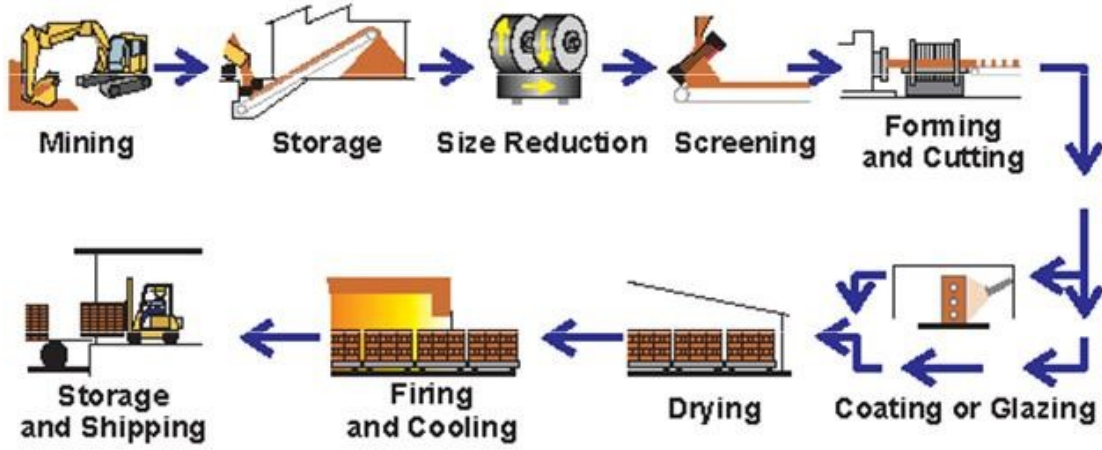 Mining
Storage
Size Reduction
Screening
Forming
and Cutting
Coating or Glazing
Drying
Firing
and Cooling
Storage
and Shipping